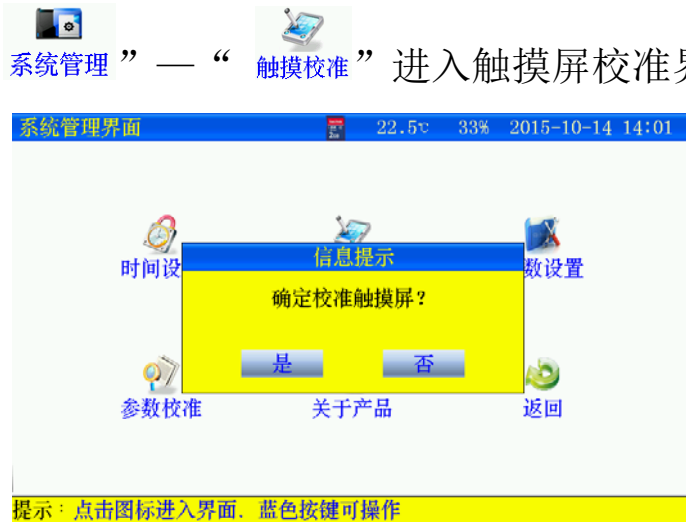 系统管理 ” — “ 触摸校准 ” 进入触摸屏校准界
系统管理界面 22.5℃ 33% 2015-10-14 14:01
时间设 数设置
信息提示
确定校准触摸屏？
是 否
参数校准 关于产品 返回
提示：点击图标进入界面．蓝色按键可操作